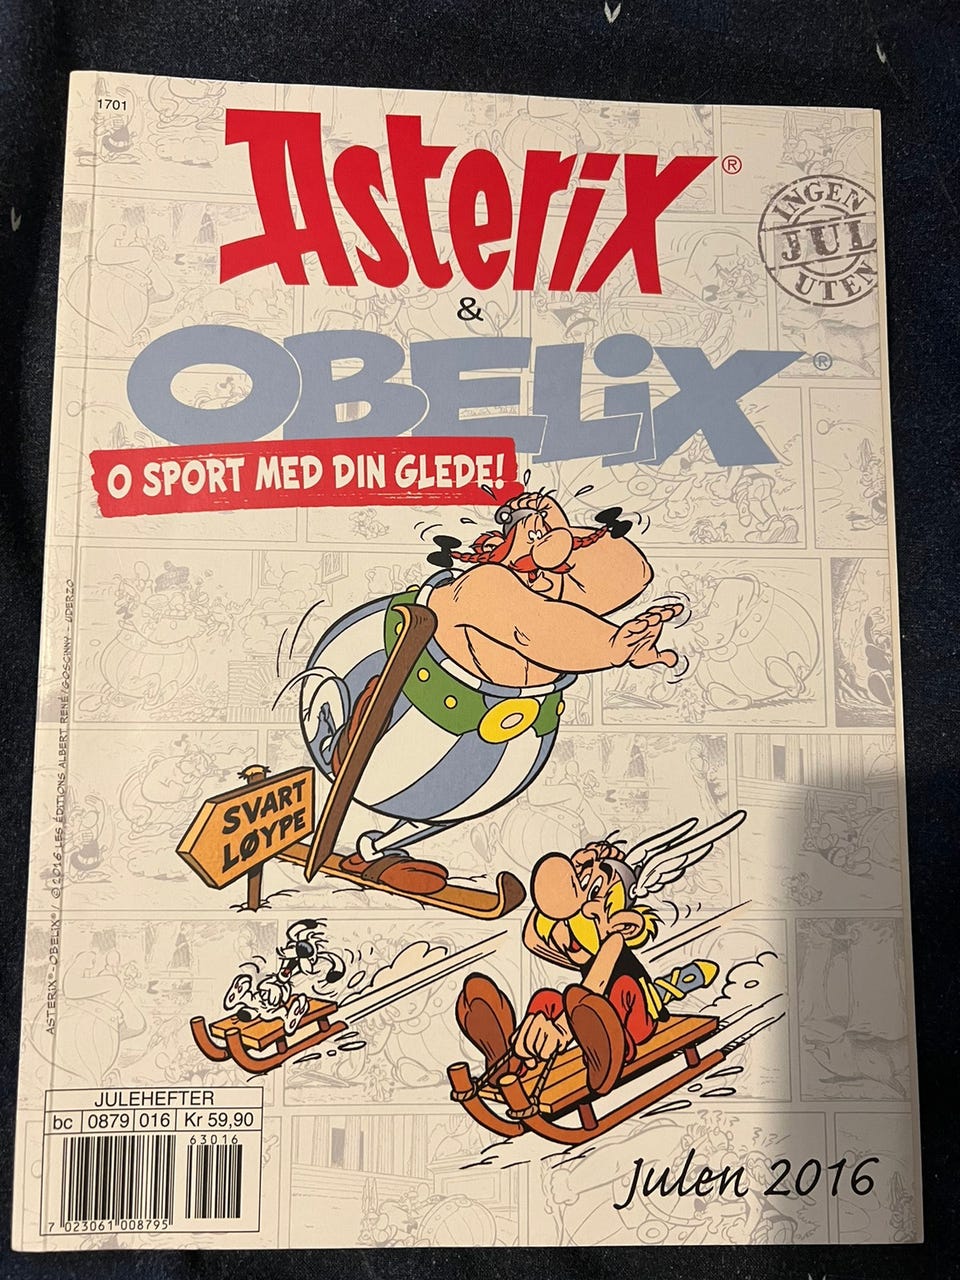 1701
Asterix®
&
OBELIX®
INGEN
JUL
UTEN
O SPORT MED DIN GLEDE!
SVART
LØYPE
ASTERIX®-OBELIX® © 2016 LES ÉDITIONS ALBERT RENÉ/GOSCINNY-UDERZO
JULEHEFTER
bc 0879 016 Kr 59,90
63016
7 023061 008795
Julen 2016